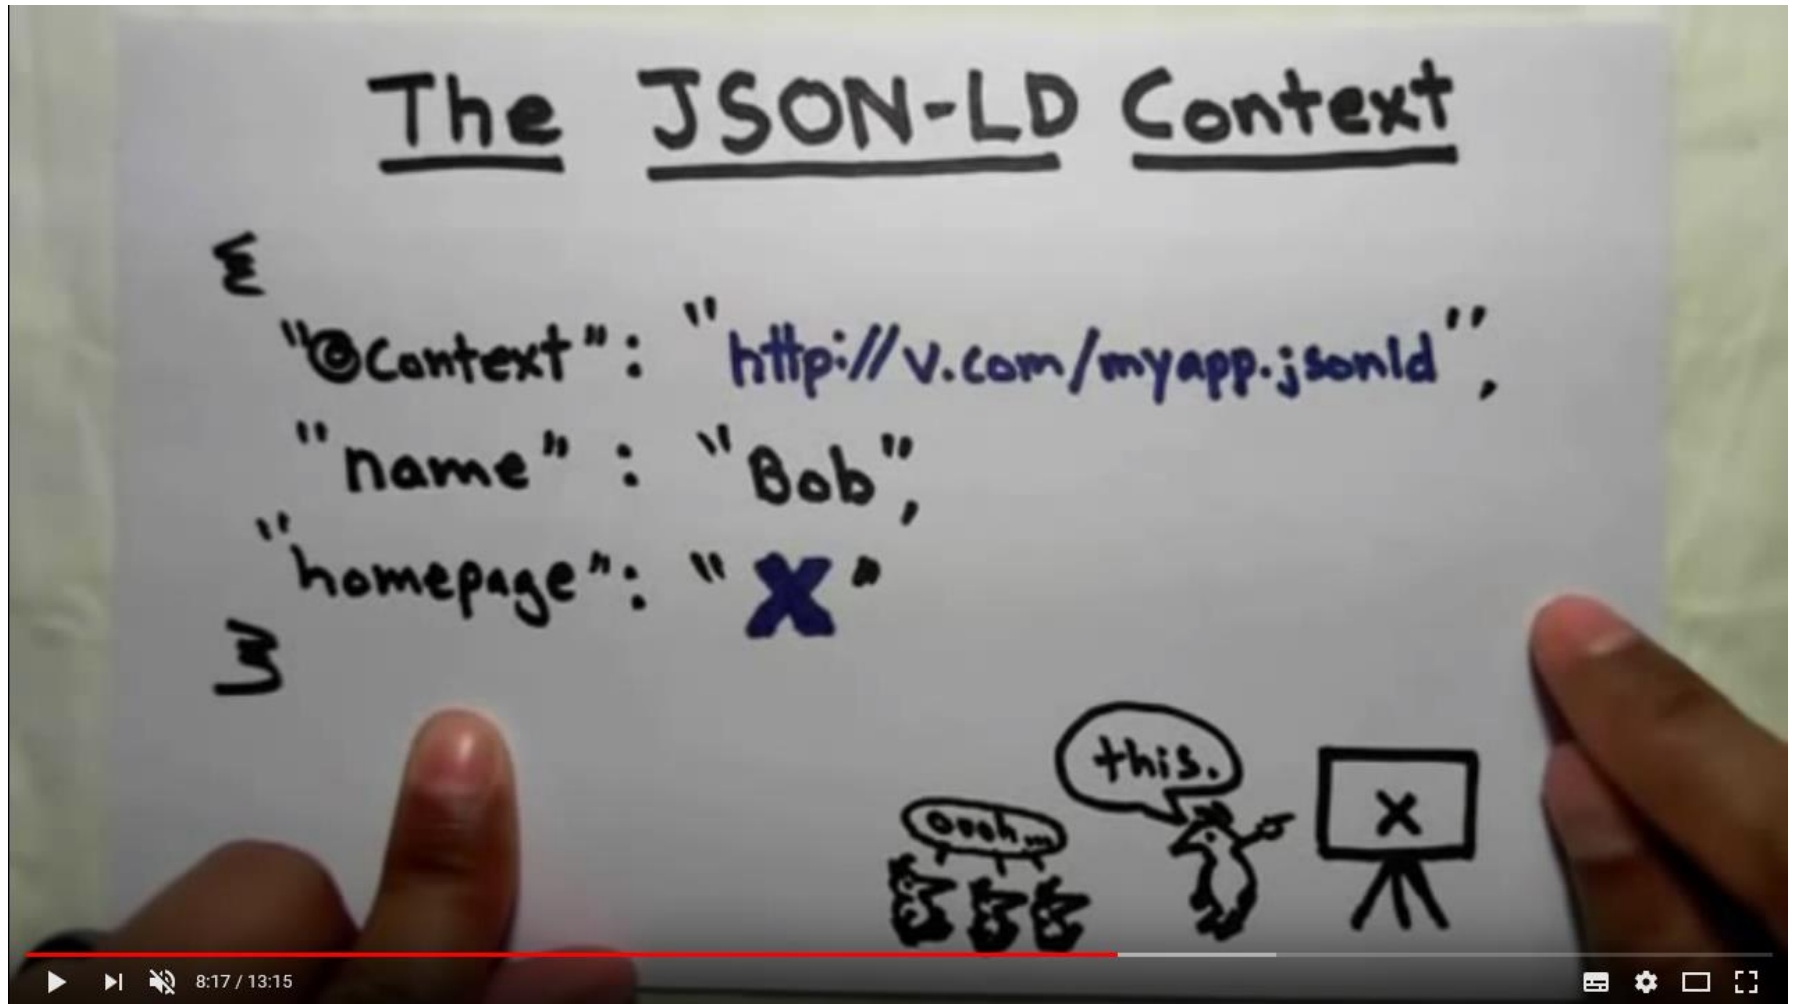 The JSON-LD Context
{
"@Context": "http://v.com/myapp.jsonld",
"name": "Bob",
"homepage": "X"
}
this.
oooh...
X
8:17 / 13:15